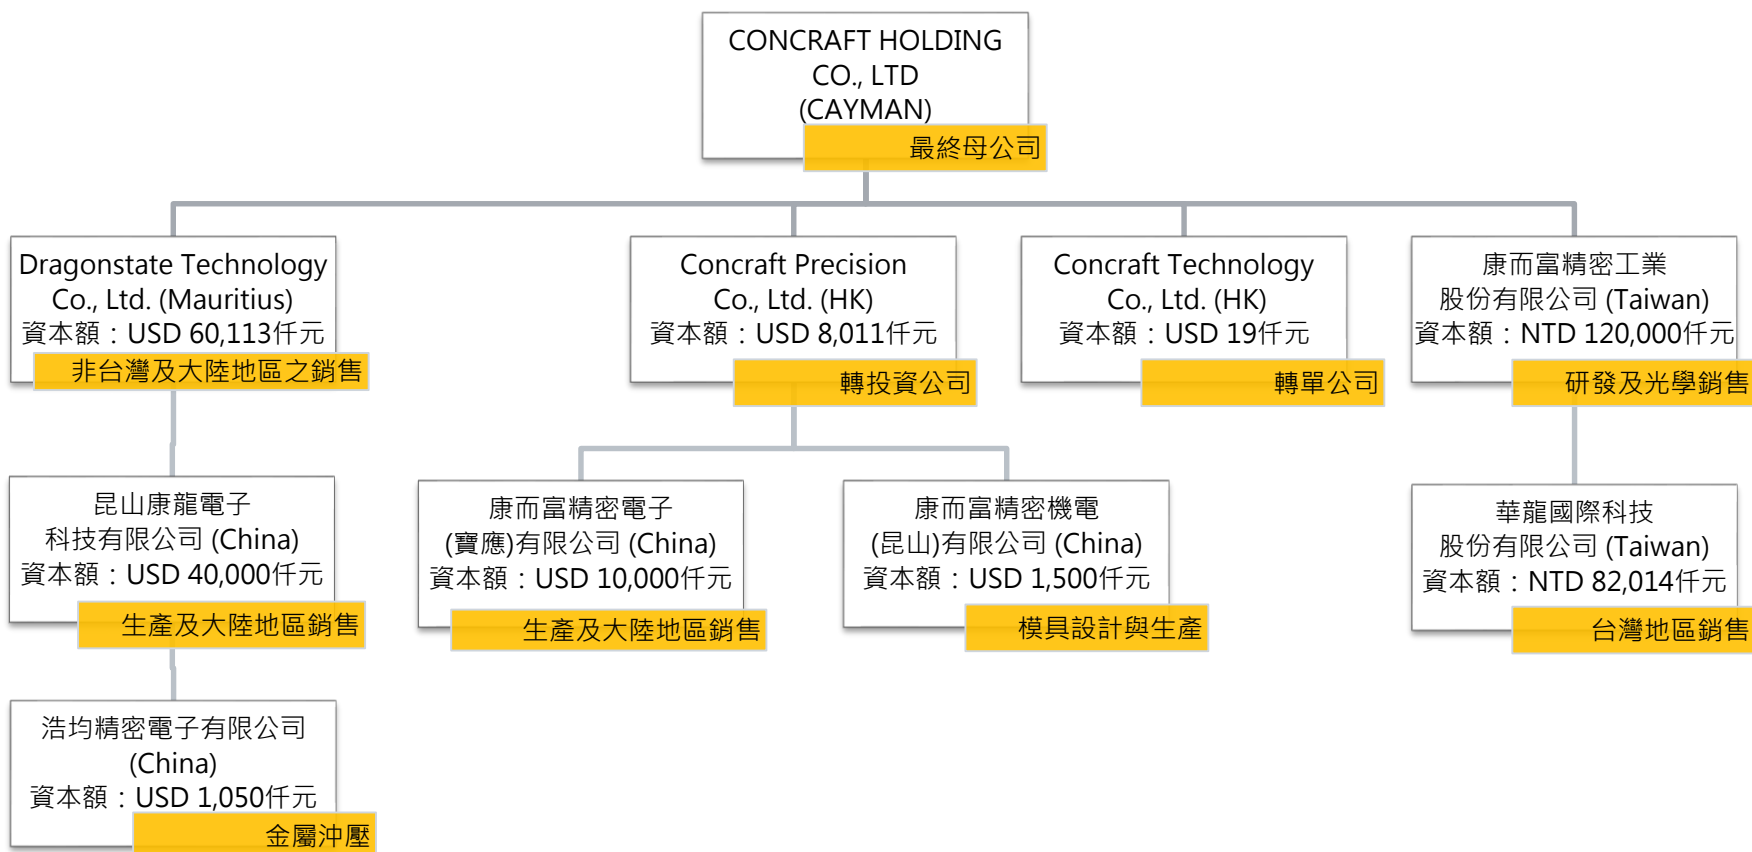 CONCRAFT HOLDING
CO., LTD
(CAYMAN)
最終母公司
Dragonstate Technology
Co., Ltd. (Mauritius)
資本額：USD 60,113仟元
非台灣及大陸地區之銷售
Concraft Precision
Co., Ltd. (HK)
資本額：USD 8,011仟元
轉投資公司
Concraft Technology
Co., Ltd. (HK)
資本額：USD 19仟元
轉單公司
康而富精密工業
股份有限公司 (Taiwan)
資本額：NTD 120,000仟元
研發及光學銷售
昆山康龍電子
科技有限公司 (China)
資本額：USD 40,000仟元
生產及大陸地區銷售
康而富精密電子
(寶應)有限公司 (China)
資本額：USD 10,000仟元
生產及大陸地區銷售
康而富精密機電
(昆山)有限公司 (China)
資本額：USD 1,500仟元
模具設計與生產
華龍國際科技
股份有限公司 (Taiwan)
資本額：NTD 82,014仟元
台灣地區銷售
浩均精密電子有限公司
(China)
資本額：USD 1,050仟元
金屬沖壓